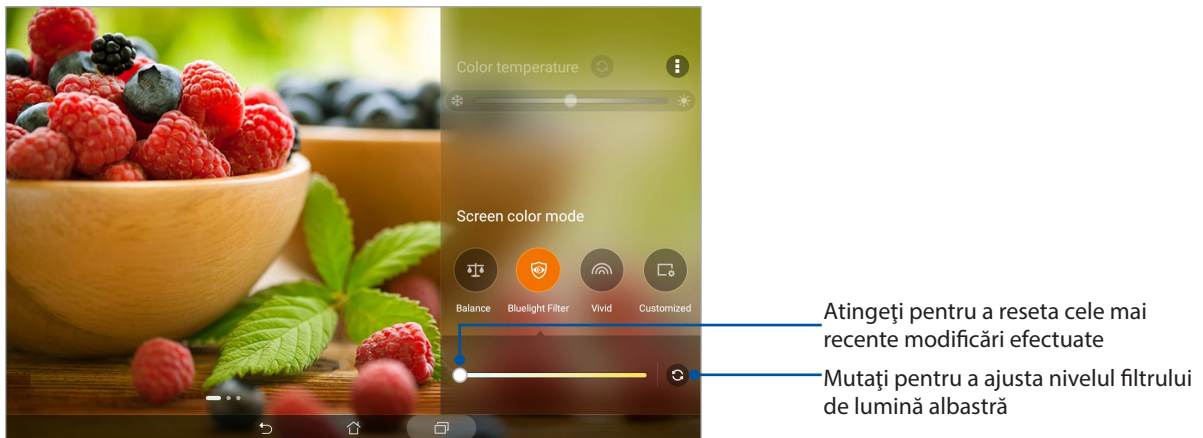 Color temperature
Screen color mode
Balance
Bluelight Filter
Vivid
Customized
Atingeţi pentru a reseta cele mai
recente modificări efectuate
Mutaţi pentru a ajusta nivelul filtrului
de lumină albastră